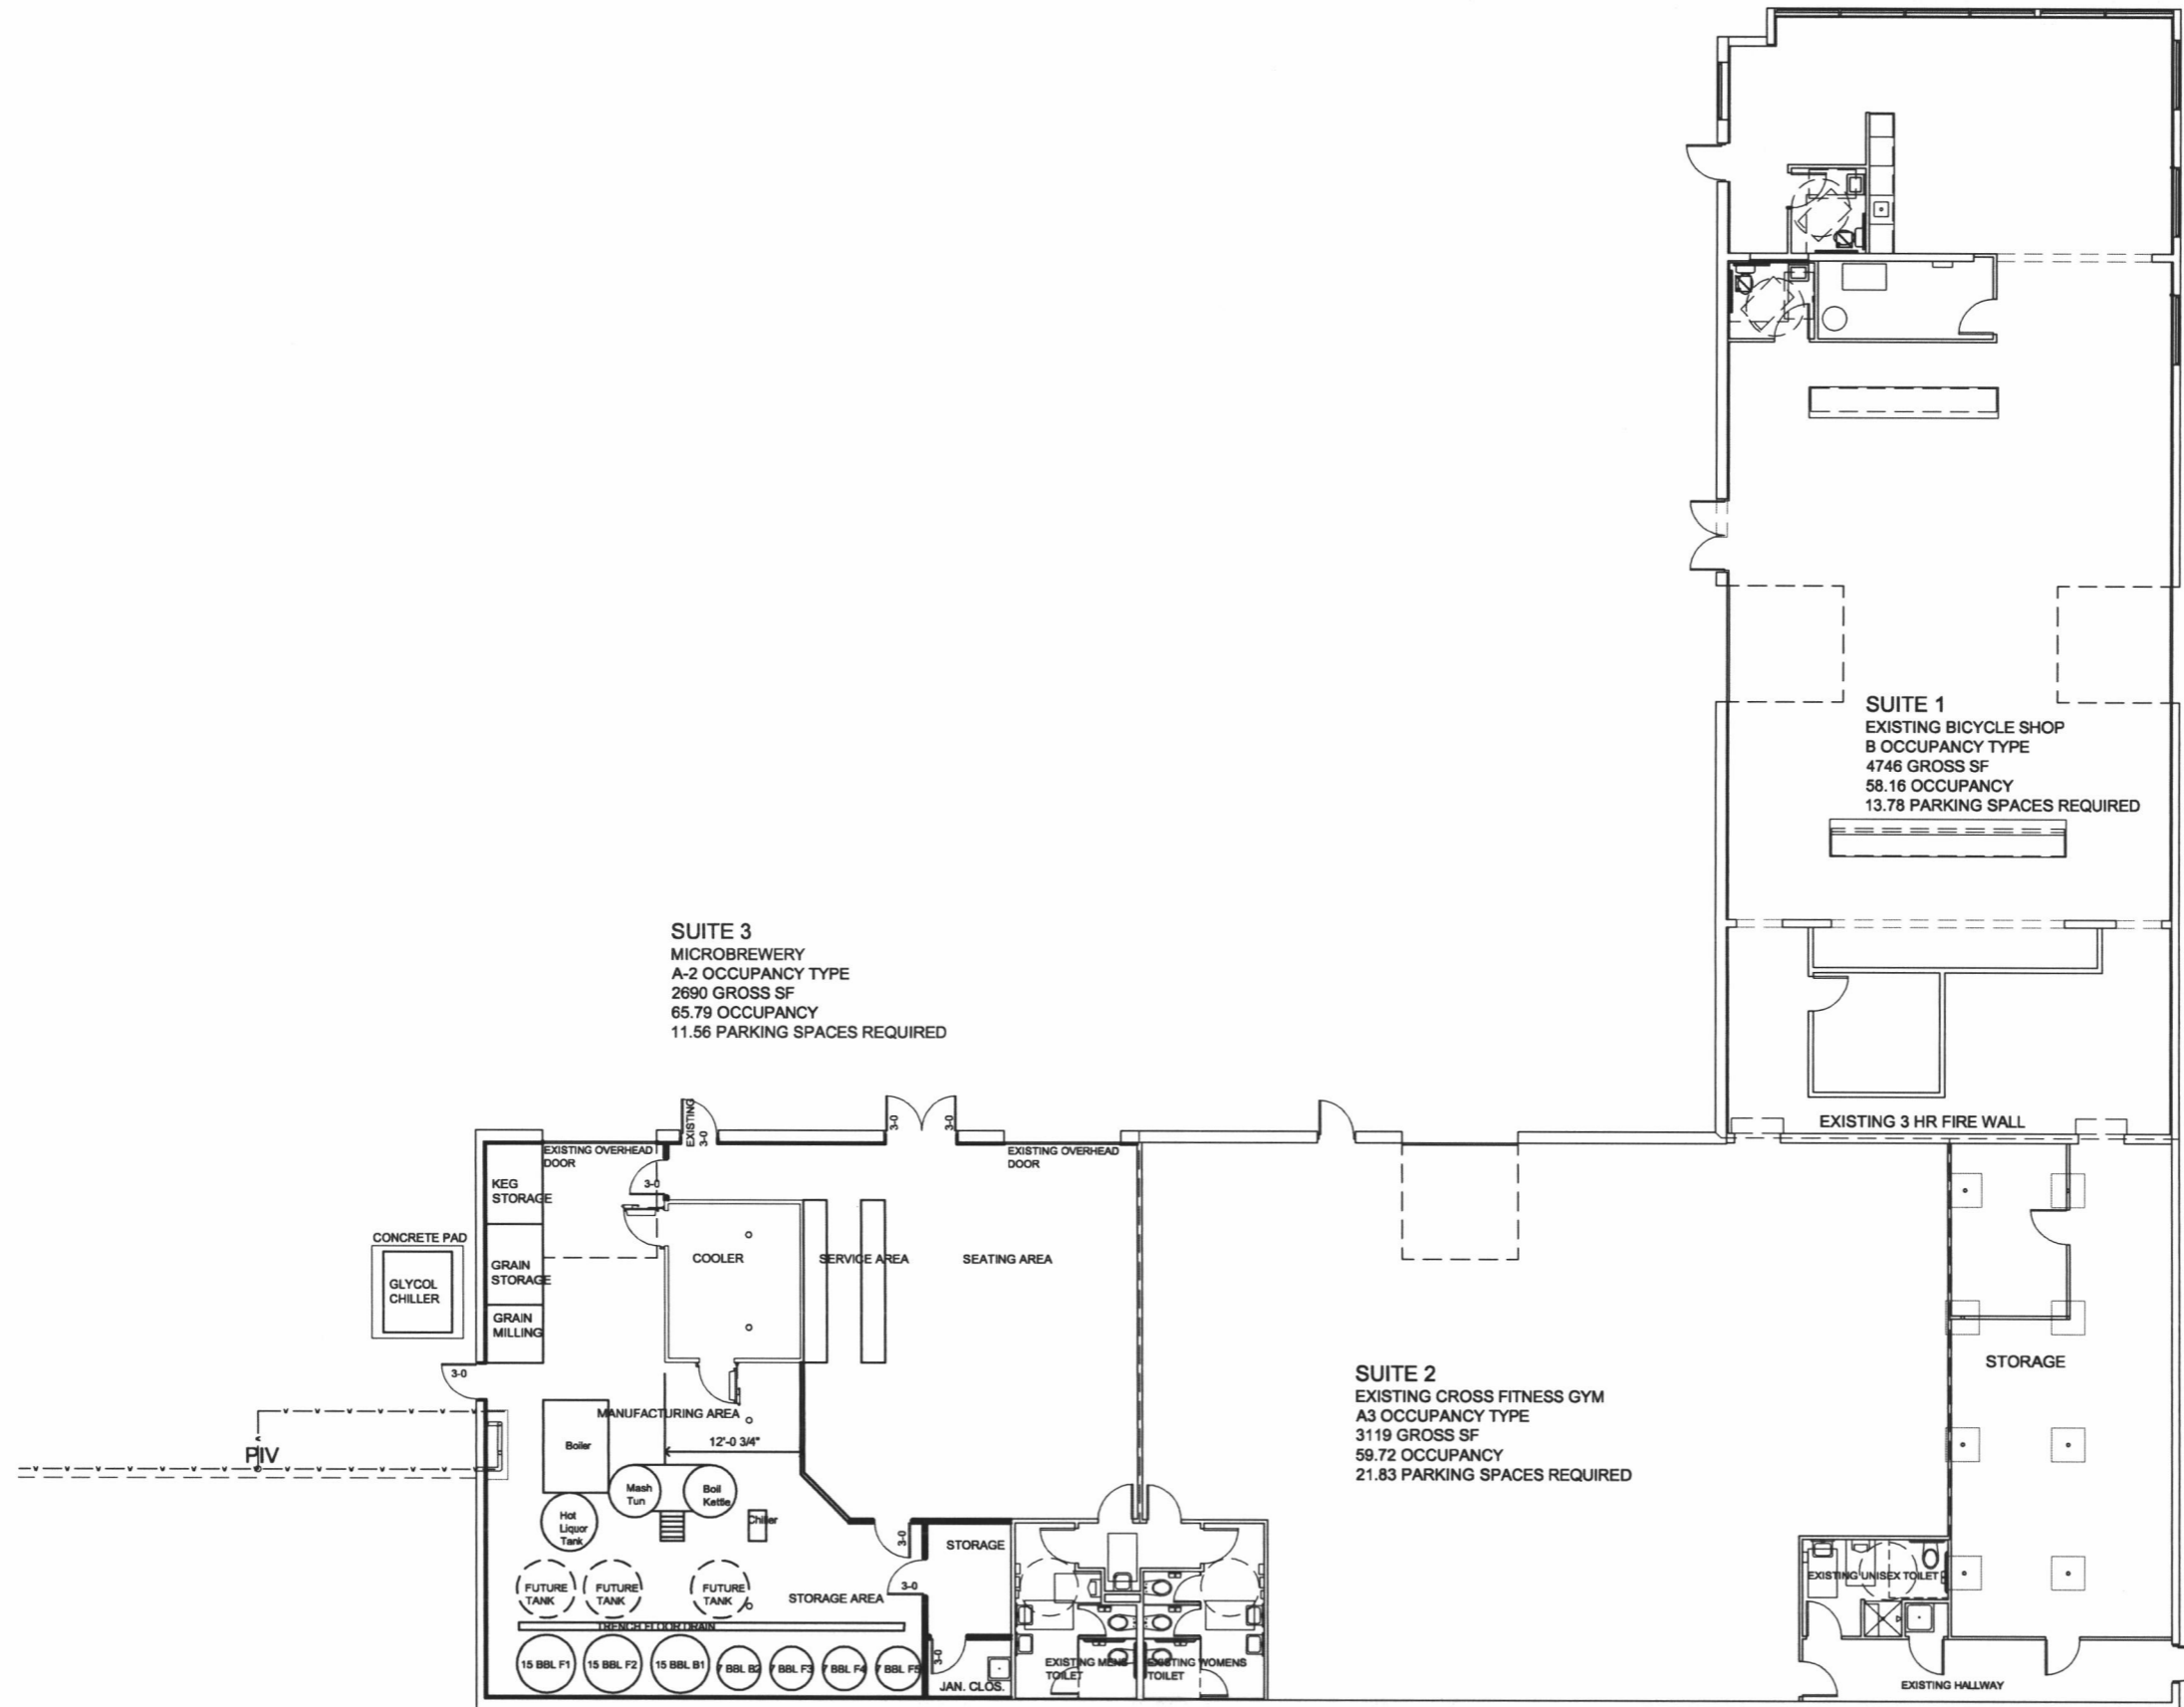 SUITE 1
EXISTING BICYCLE SHOP
B OCCUPANCY TYPE
4746 GROSS SF
58.16 OCCUPANCY
13.78 PARKING SPACES REQUIRED
SUITE 3
MICROBREWERY
A-2 OCCUPANCY TYPE
2690 GROSS SF
65.79 OCCUPANCY
11.56 PARKING SPACES REQUIRED
EXISTING 3 HR FIRE WALL
EXISTING
3-0
3-0
3-0
EXISTING OVERHEAD
DOOR
EXISTING OVERHEAD
DOOR
KEG
STORAGE
3-0
CONCRETE PAD
GLYCOL
CHILLER
GRAIN
STORAGE
GRAIN
MILLING
COOLER
SERVICE AREA
SEATING AREA
3-0
SUITE 2
EXISTING CROSS FITNESS GYM
A3 OCCUPANCY TYPE
3119 GROSS SF
59.72 OCCUPANCY
21.83 PARKING SPACES REQUIRED
STORAGE
MANUFACTURING AREA
12'-0 3/4"
Boiler
PIV
Mash
Tun
Boil
Kettle
Hot
Liquor
Tank
Chiller
3-0
STORAGE
3-0
FUTURE
TANK
FUTURE
TANK
FUTURE
TANK
STORAGE AREA
TRENCH FLOOR DRAIN
15 BBL F1
15 BBL F2
15 BBL B1
7 BBL B2
7 BBL F3
7 BBL F4
7 BBL F5
3-0
JAN. CLOS.
EXISTING MENS
TOILET
EXISTING WOMENS
TOILET
EXISTING UNISEX TOILET
EXISTING HALLWAY